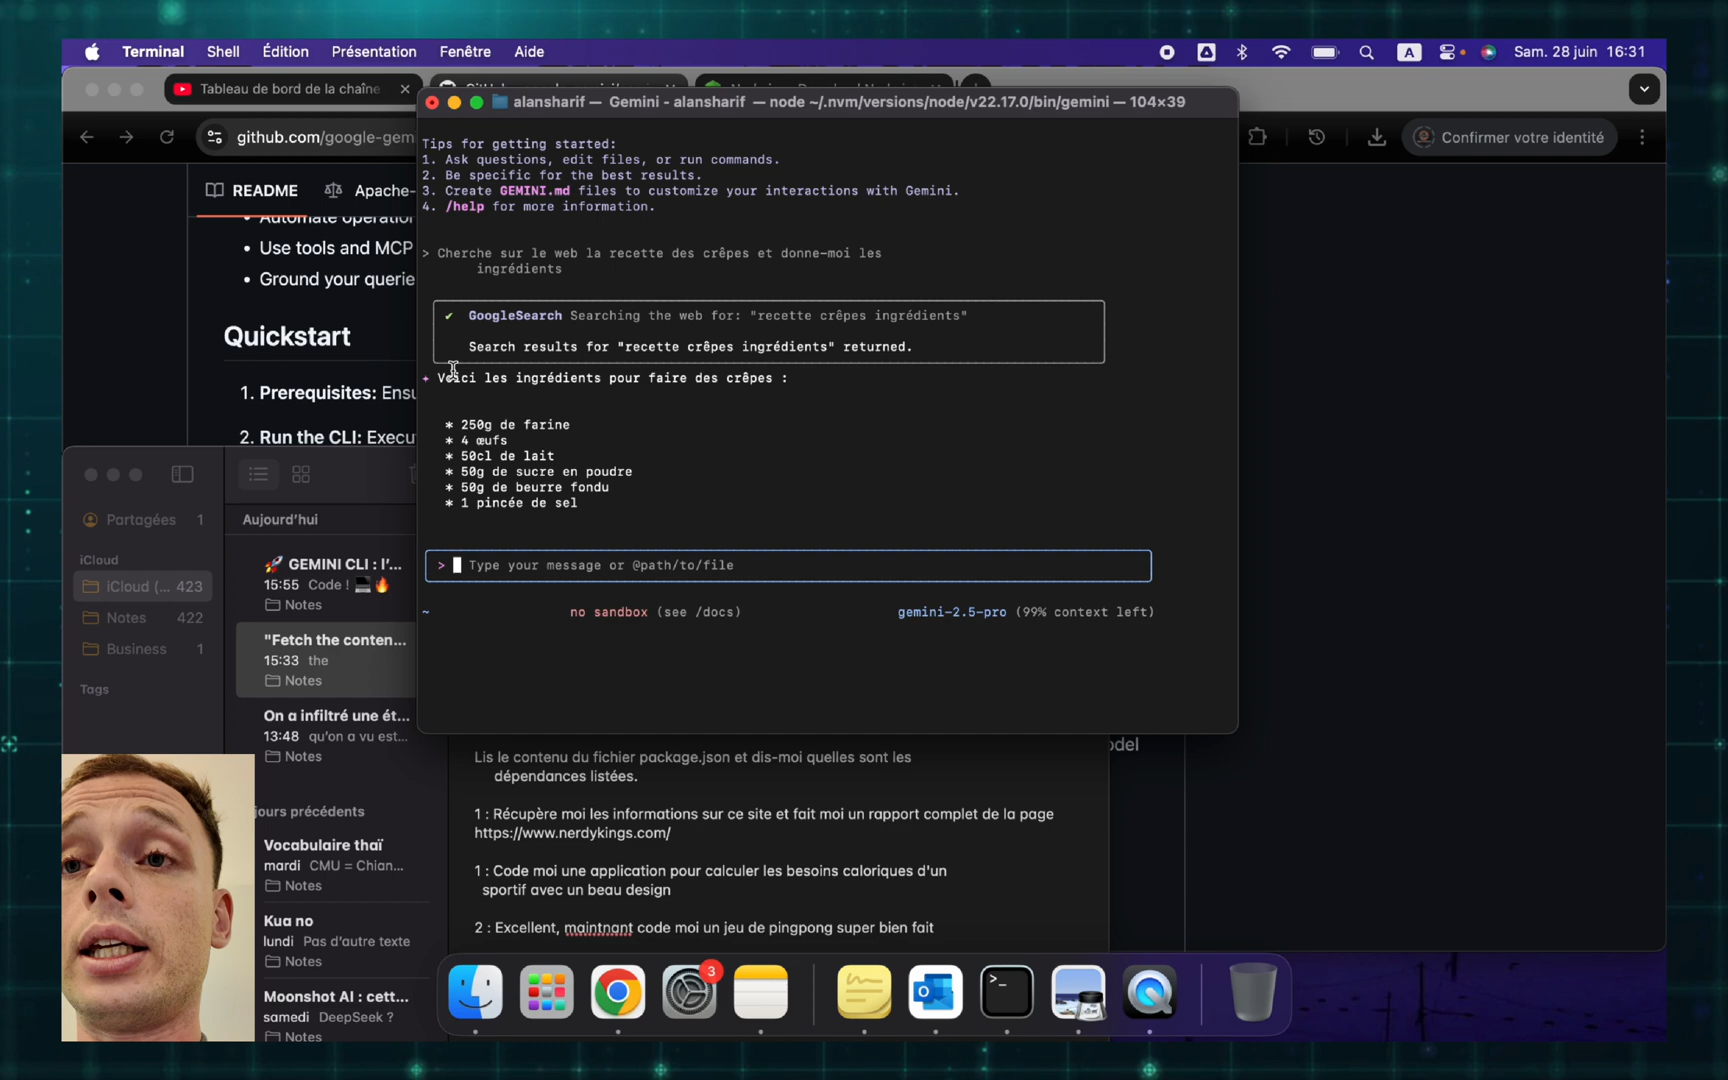 Terminal Shell Édition Présentation Fenêtre Aide
A Sam. 28 juin 16:31
Tableau de bord de la chaîne
alansharif — Gemini - alansharif — node ~/.nvm/versions/node/v22.17.0/bin/gemini — 104×39
github.com/google-gem
Confirmer votre identité
README Apache-
Automate operation
• Use tools and MCP
• Ground your querie
Quickstart
1. Prerequisites: Ensu
2. Run the CLI: Execu
Tips for getting started:
1. Ask questions, edit files, or run commands.
2. Be specific for the best results.
3. Create GEMINI.md files to customize your interactions with Gemini.
4. /help for more information.
> Cherche sur le web la recette des crêpes et donne-moi les
ingrédients
✔ GoogleSearch Searching the web for: "recette crêpes ingrédients"
Search results for "recette crêpes ingrédients" returned.
✦ Voici les ingrédients pour faire des crêpes :
* 250g de farine
* 4 œufs
* 50cl de lait
* 50g de sucre en poudre
* 50g de beurre fondu
* 1 pincée de sel
> Type your message or @path/to/file
~ no sandbox (see /docs) gemini-2.5-pro (99% context left)
Partagées 1
iCloud
iCloud (... 423
Notes 422
Business 1
Tags
Aujourd'hui
🚀 GEMINI CLI : l'...
15:55 Code ! 💻🔥
Notes
"Fetch the conten...
15:33 the
Notes
On a infiltré une ét...
13:48 qu'on a vu est...
Notes
jours précédents
Vocabulaire thaï
mardi CMU = Chian...
Notes
Kua no
lundi Pas d'autre texte
Notes
Moonshot AI : cett...
samedi DeepSeek ?
Notes
odel
Lis le contenu du fichier package.json et dis-moi quelles sont les
dépendances listées.
1 : Récupère moi les informations sur ce site et fait moi un rapport complet de la page
https://www.nerdykings.com/
1 : Code moi une application pour calculer les besoins caloriques d'un
sportif avec un beau design
2 : Excellent, maintnant code moi un jeu de pingpong super bien fait
3